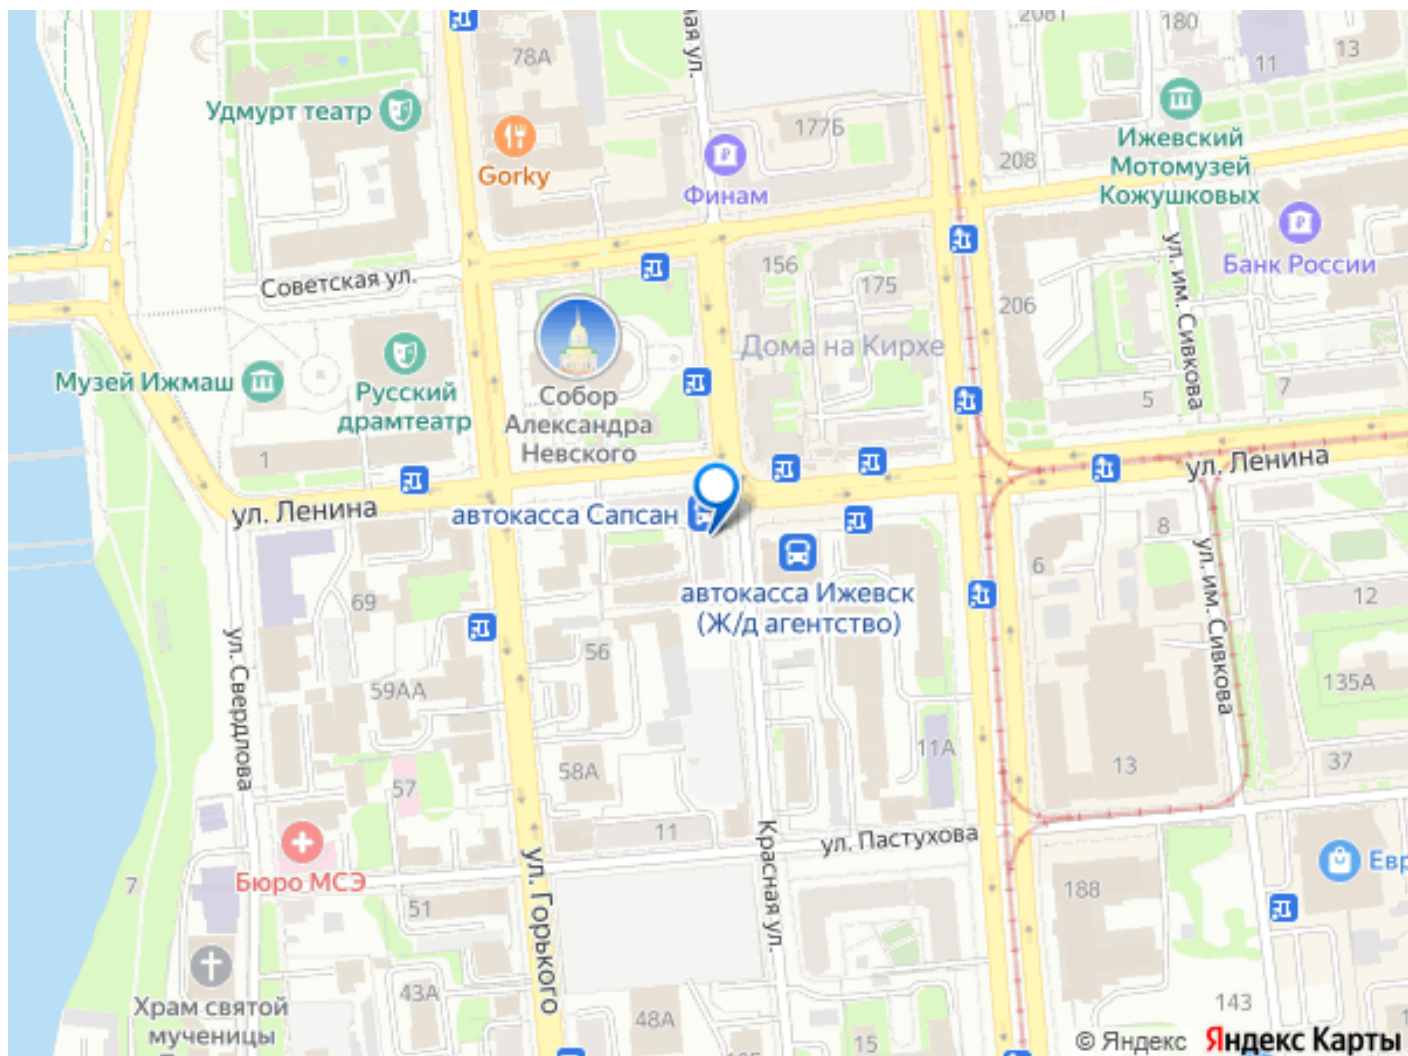 2081
180
13
11
78А
ная ул.
Удмурт театр
177Б
Ижевский
Мотомузей
Кожушковых
208
Gorky
Финам
156
175
Банк России
ул. им. Сивкова
Советская ул.
206
Дома на Кирхе
Музей Ижмаш
Русский
драмтеатр
Собор
Александра
Невского
5
7
1
ул. Ленина
ул. Ленина
автокасса Сапсан
8
6
автокасса Ижевск
(Ж/д агентство)
ул. им. Сивкова
12
69
56
ул. Свердлова
59АА
135А
11А
13
37
58А
57
11
ул. Пастухова
Красная ул.
Бюро МСЭ
Евр
7
51
188
ул. Горького
Храм святой
мученицы
43А
48А
143
15
© Яндекс
Яндекс Карты